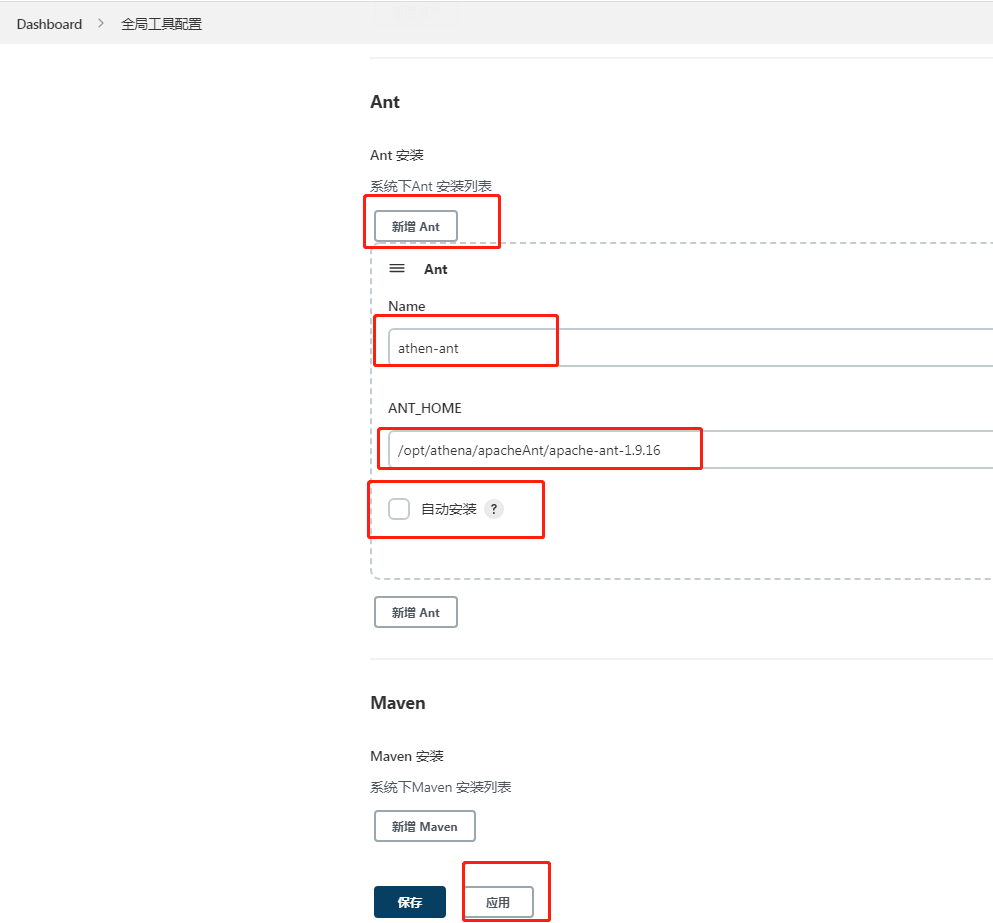 Dashboard > 全局工具配置
Ant
Ant 安装
系统下Ant 安装列表
新增 Ant
Ant
Name
athen-ant
ANT_HOME
/opt/athena/apacheAnt/apache-ant-1.9.16
自动安装 ?
新增 Ant
Maven
Maven 安装
系统下Maven 安装列表
新增 Maven
保存 应用